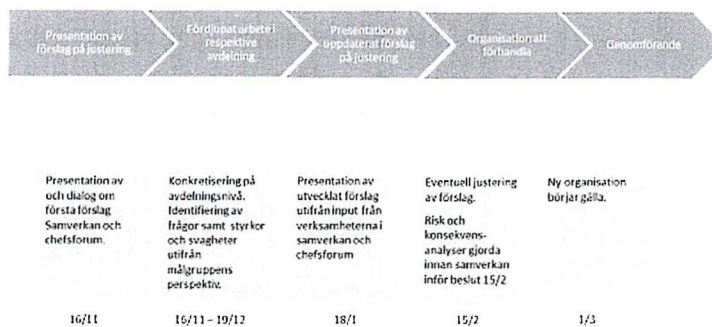 Presentation av
förslag på justering
Fördjupat arbete i
respektive
avdelning
Presentation av
uppdaterat förslag
på justering
Organisation att
förhandla
Genomförande
Presentation av
och dialog om
första förslag
Samverkan och
chefsforum.
Konkretisering på
avdelningsnivå.
Identifiering av
frågor samt styrkor
och svagheter
utifrån
målgruppens
perspektiv.
Presentation av
utvecklat förslag
utifrån input från
verksamheterna i
samverkan och
chefsforum
Eventuell justering
av förslag.
Risk och
konsekvens-
analyser gjorda
innan samverkan
inför beslut 15/2
Ny organisation
börjar gälla.
16/11
16/11 – 19/12
18/1
15/2
1/3